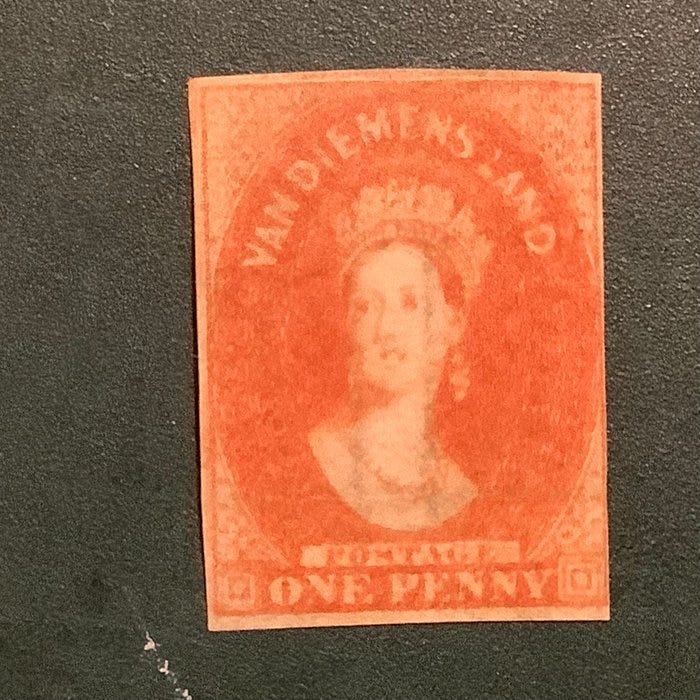 VAN DIEMENS LAND
POSTAGE
ONE PENNY